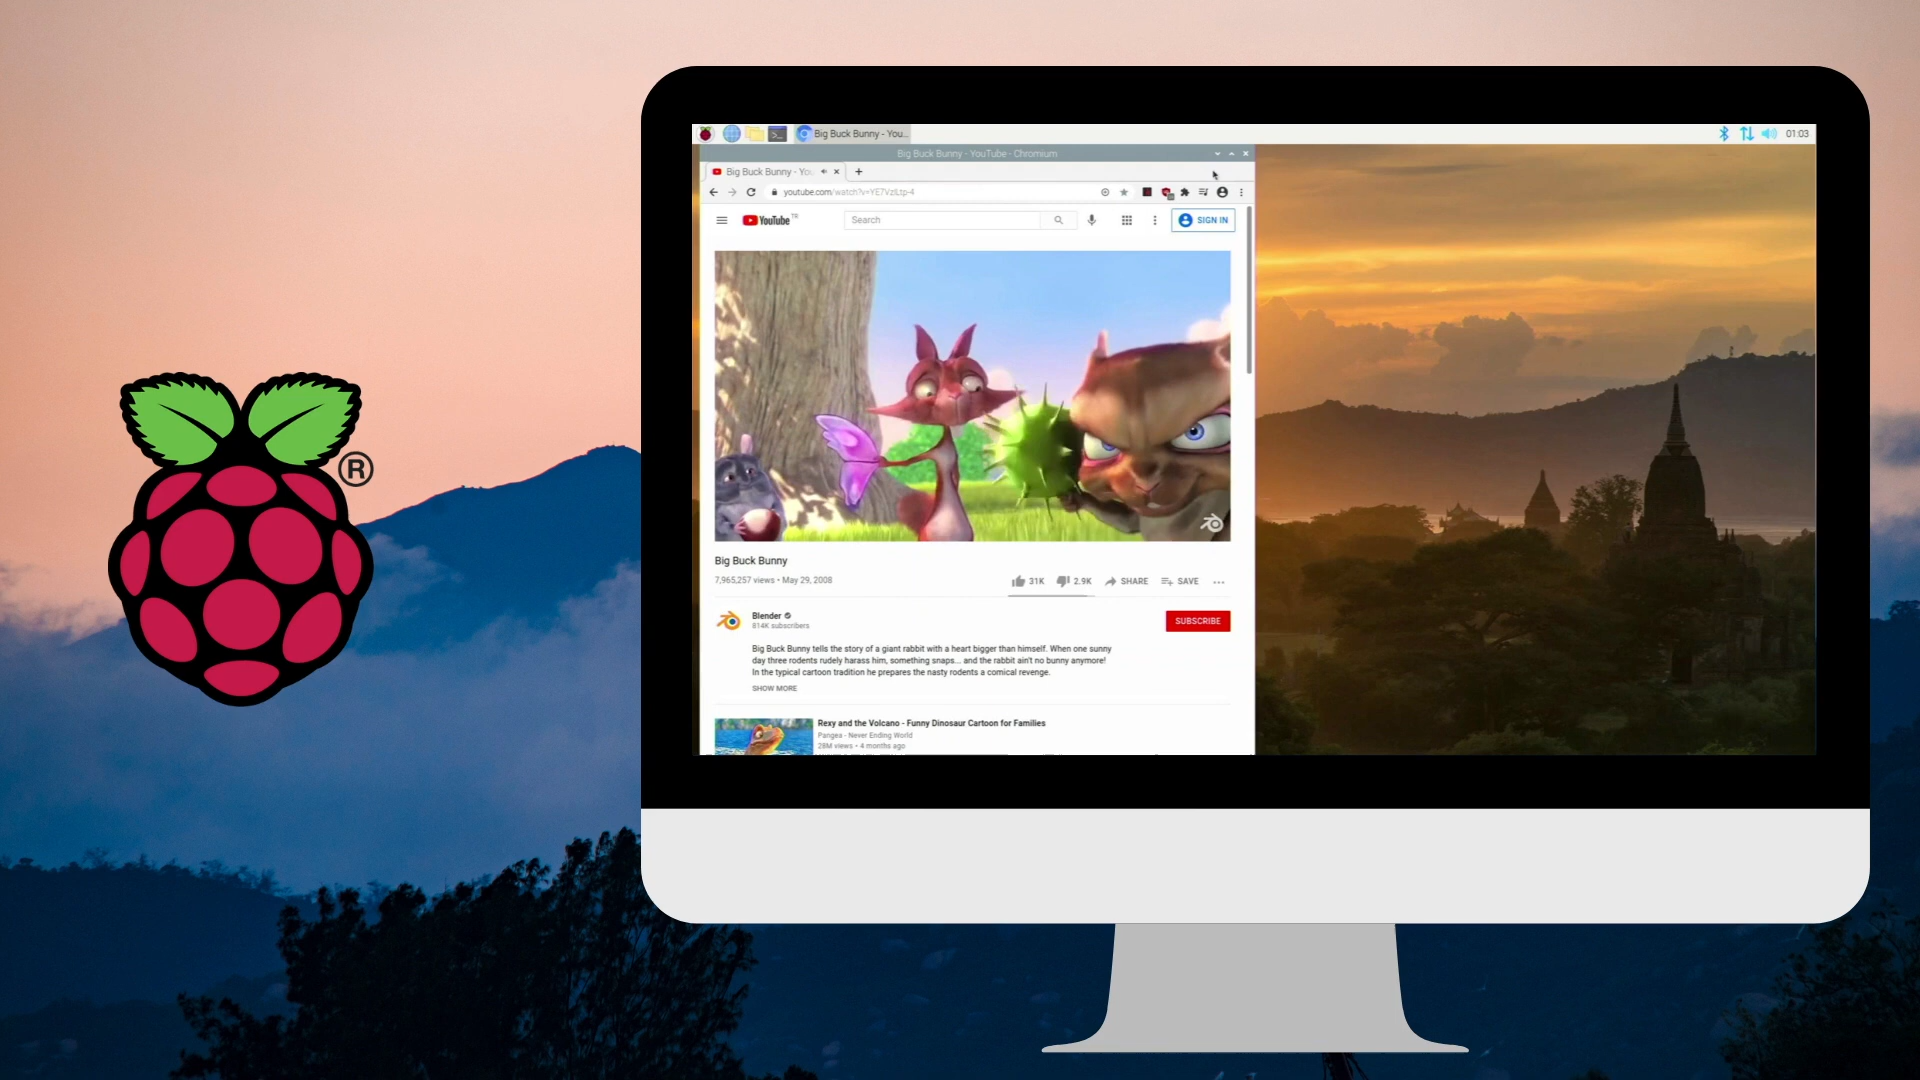 Big Buck Bunny - You...
01:03
Big Buck Bunny - YouTube - Chromium
Big Buck Bunny - You
youtube.com/watch?v=YE7VzlLtp-4
YouTube TR
Search
SIGN IN
Big Buck Bunny
7,965,257 views • May 29, 2008
31K
2.9K
SHARE
SAVE
Blender
814K subscribers
SUBSCRIBE
Big Buck Bunny tells the story of a giant rabbit with a heart bigger than himself. When one sunny
day three rodents rudely harass him, something snaps... and the rabbit ain't no bunny anymore!
In the typical cartoon tradition he prepares the nasty rodents a comical revenge.
SHOW MORE
Rexy and the Volcano - Funny Dinosaur Cartoon for Families
Pangea - Never Ending World
28M views • 4 months ago
®